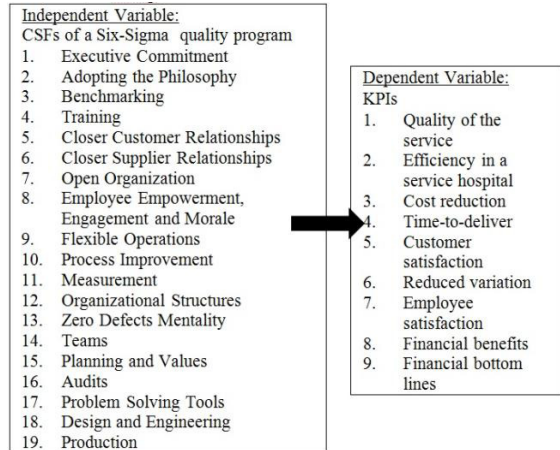 Independent Variable:
CSFs of a Six-Sigma quality program
1. Executive Commitment
2. Adopting the Philosophy
3. Benchmarking
4. Training
5. Closer Customer Relationships
6. Closer Supplier Relationships
7. Open Organization
8. Employee Empowerment,
Engagement and Morale
9. Flexible Operations
10. Process Improvement
11. Measurement
12. Organizational Structures
13. Zero Defects Mentality
14. Teams
15. Planning and Values
16. Audits
17. Problem Solving Tools
18. Design and Engineering
19. Production
Dependent Variable:
KPIs
1. Quality of the
service
2. Efficiency in a
service hospital
3. Cost reduction
4. Time-to-deliver
5. Customer
satisfaction
6. Reduced variation
7. Employee
satisfaction
8. Financial benefits
9. Financial bottom
lines